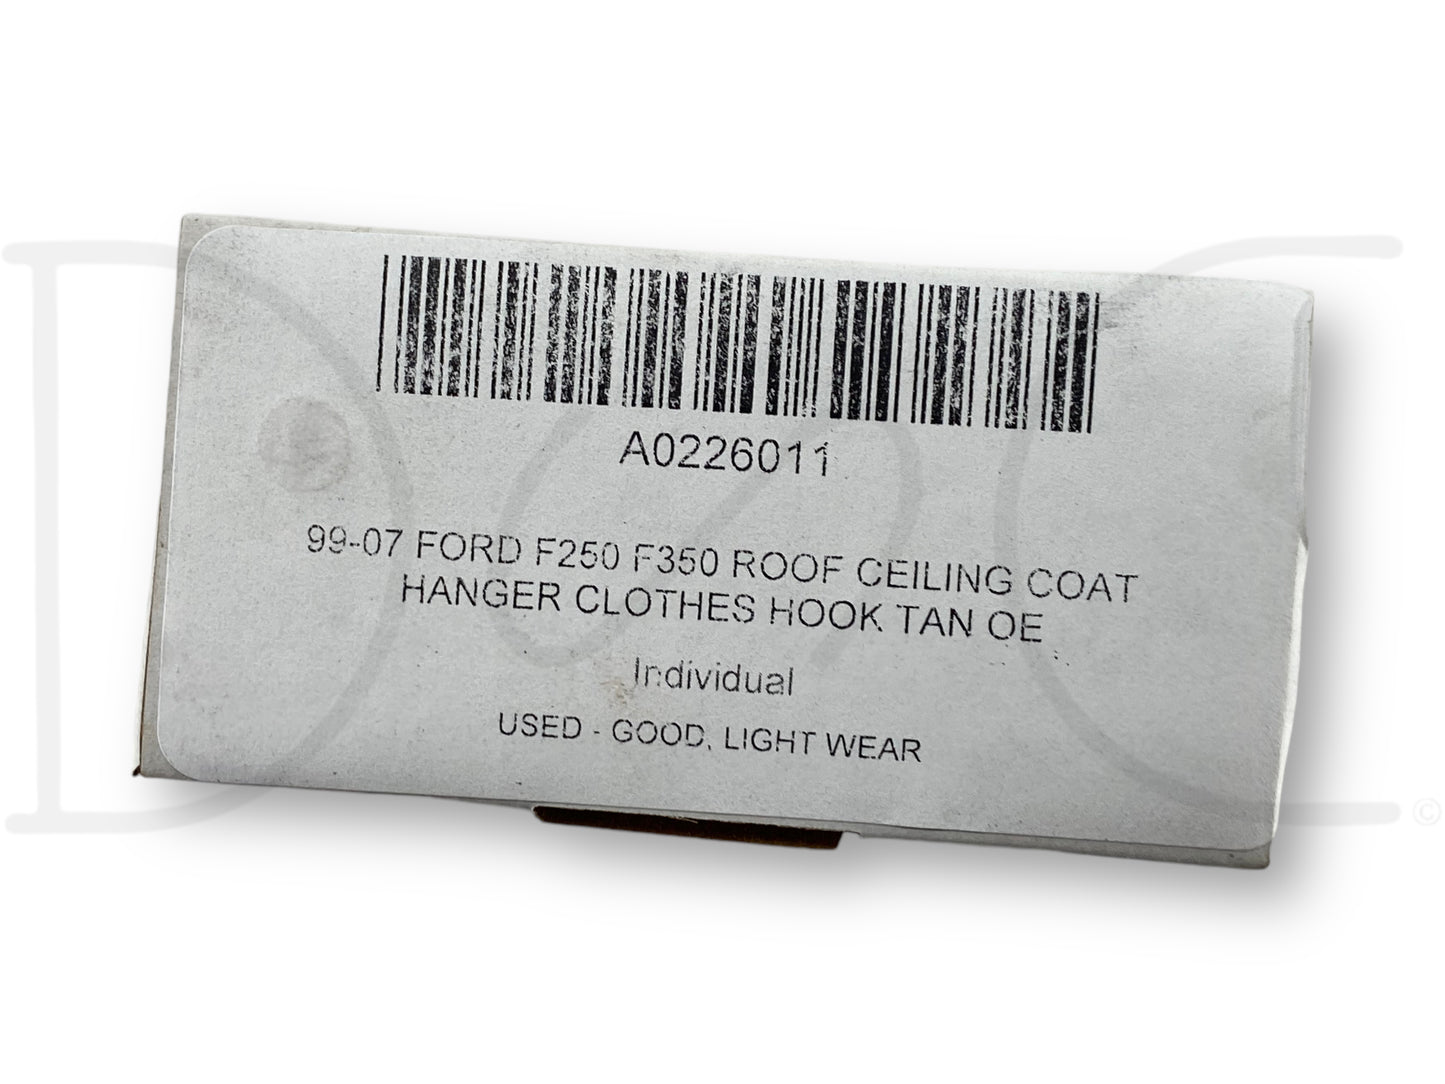 A0226011
99-07 FORD F250 F350 ROOF CEILING COAT
HANGER CLOTHES HOOK TAN OE
Individual
USED - GOOD, LIGHT WEAR
©